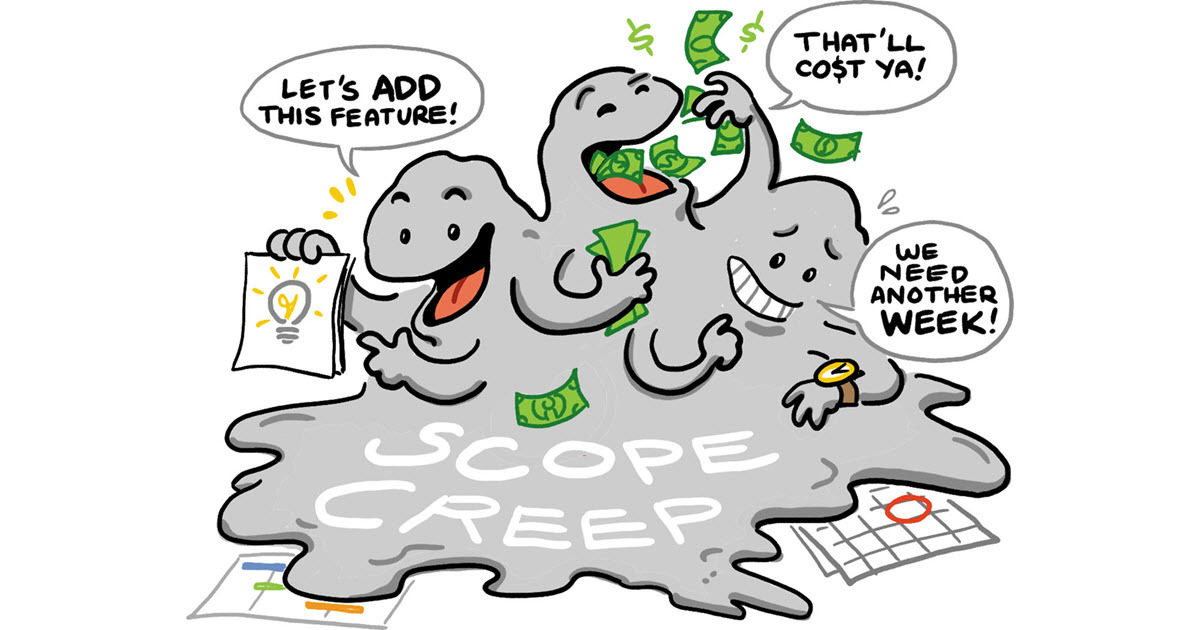 LET'S ADD
THIS FEATURE!
THAT'LL
CO$T YA!
WE
NEED
ANOTHER
WEEK!
SCOPE
CREEP